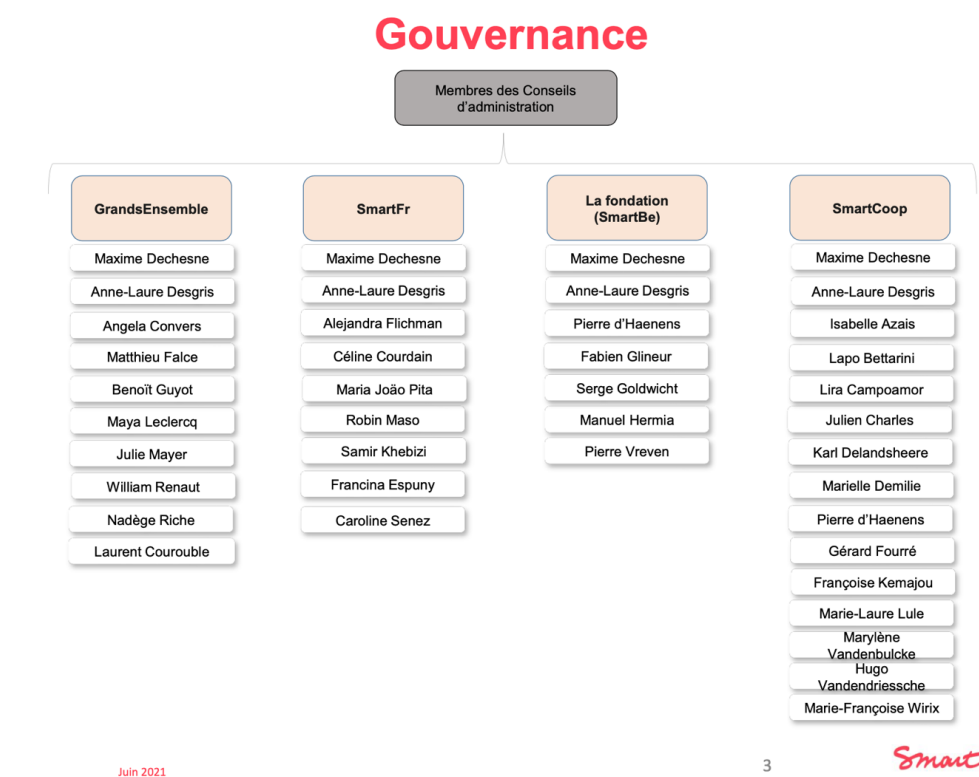 Gouvernance
Membres des Conseils
d'administration
GrandsEnsemble
Maxime Dechesne
Anne-Laure Desgris
Angela Convers
Matthieu Falce
Benoît Guyot
Maya Leclercq
Julie Mayer
William Renaut
Nadège Riche
Laurent Courouble
SmartFr
Maxime Dechesne
Anne-Laure Desgris
Alejandra Flichman
Céline Courdain
Maria Joäo Pita
Robin Maso
Samir Khebizi
Francina Espuny
Caroline Senez
La fondation
(SmartBe)
Maxime Dechesne
Anne-Laure Desgris
Pierre d'Haenens
Fabien Glineur
Serge Goldwicht
Manuel Hermia
Pierre Vreven
SmartCoop
Maxime Dechesne
Anne-Laure Desgris
Isabelle Azais
Lapo Bettarini
Lira Campoamor
Julien Charles
Karl Delandsheere
Marielle Demilie
Pierre d'Haenens
Gérard Fourré
Françoise Kemajou
Marie-Laure Lule
Marylène
Vandenbulcke
Hugo
Vandendriessche
Marie-Françoise Wirix
Juin 2021
3
Smart